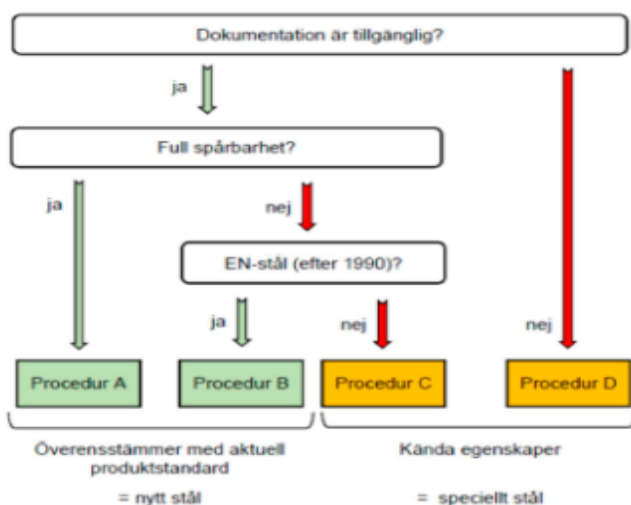 Dokumentation är tillgänglig?
ja
Full spårbarhet?
ja
nej
EN-stål (efter 1990)?
ja
nej
nej
Procedur A
Procedur B
Procedur C
Procedur D
Överensstämmer med aktuell
produktstandard
= nytt stål
Kända egenskaper
= speciellt stål